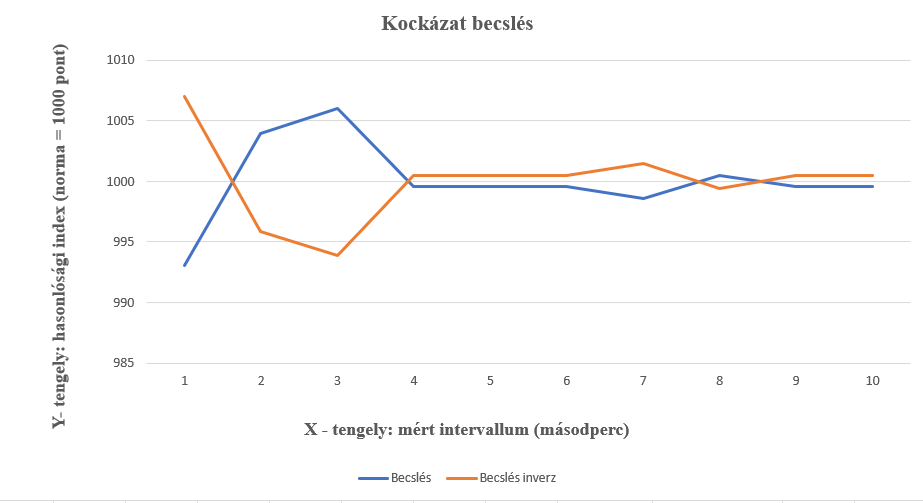 Kockázat becslés
Y- tengely: hasonlósági index (norma = 1000 pont)
1010
1005
1000
995
990
985
1 2 3 4 5 6 7 8 9 10
X - tengely: mért intervallum (másodperc)
Becslés Becslés inverz